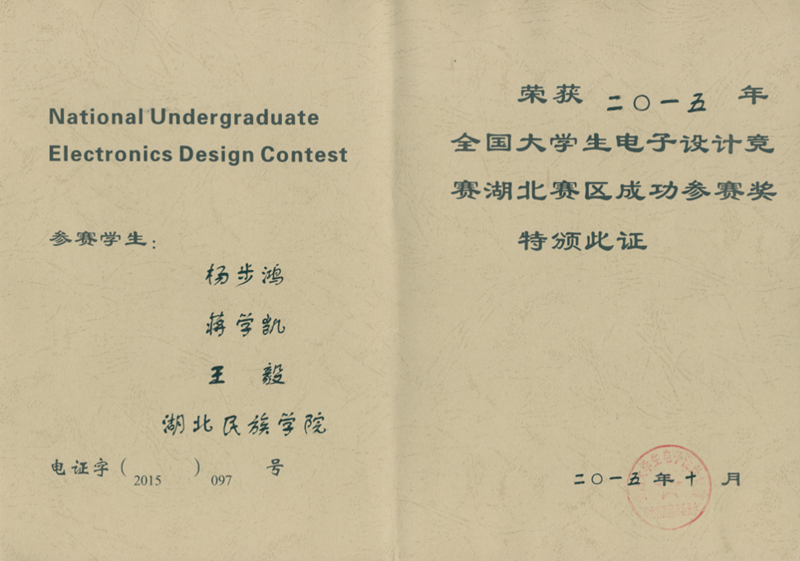 National Undergraduate
Electronics Design Contest
参赛学生：
杨步鸿
蒋学凯
王毅
湖北民族学院
电证字（2015）097号
荣获二〇一五年
全国大学生电子设计竞
赛湖北赛区成功参赛奖
特颁此证
二〇一五年十月